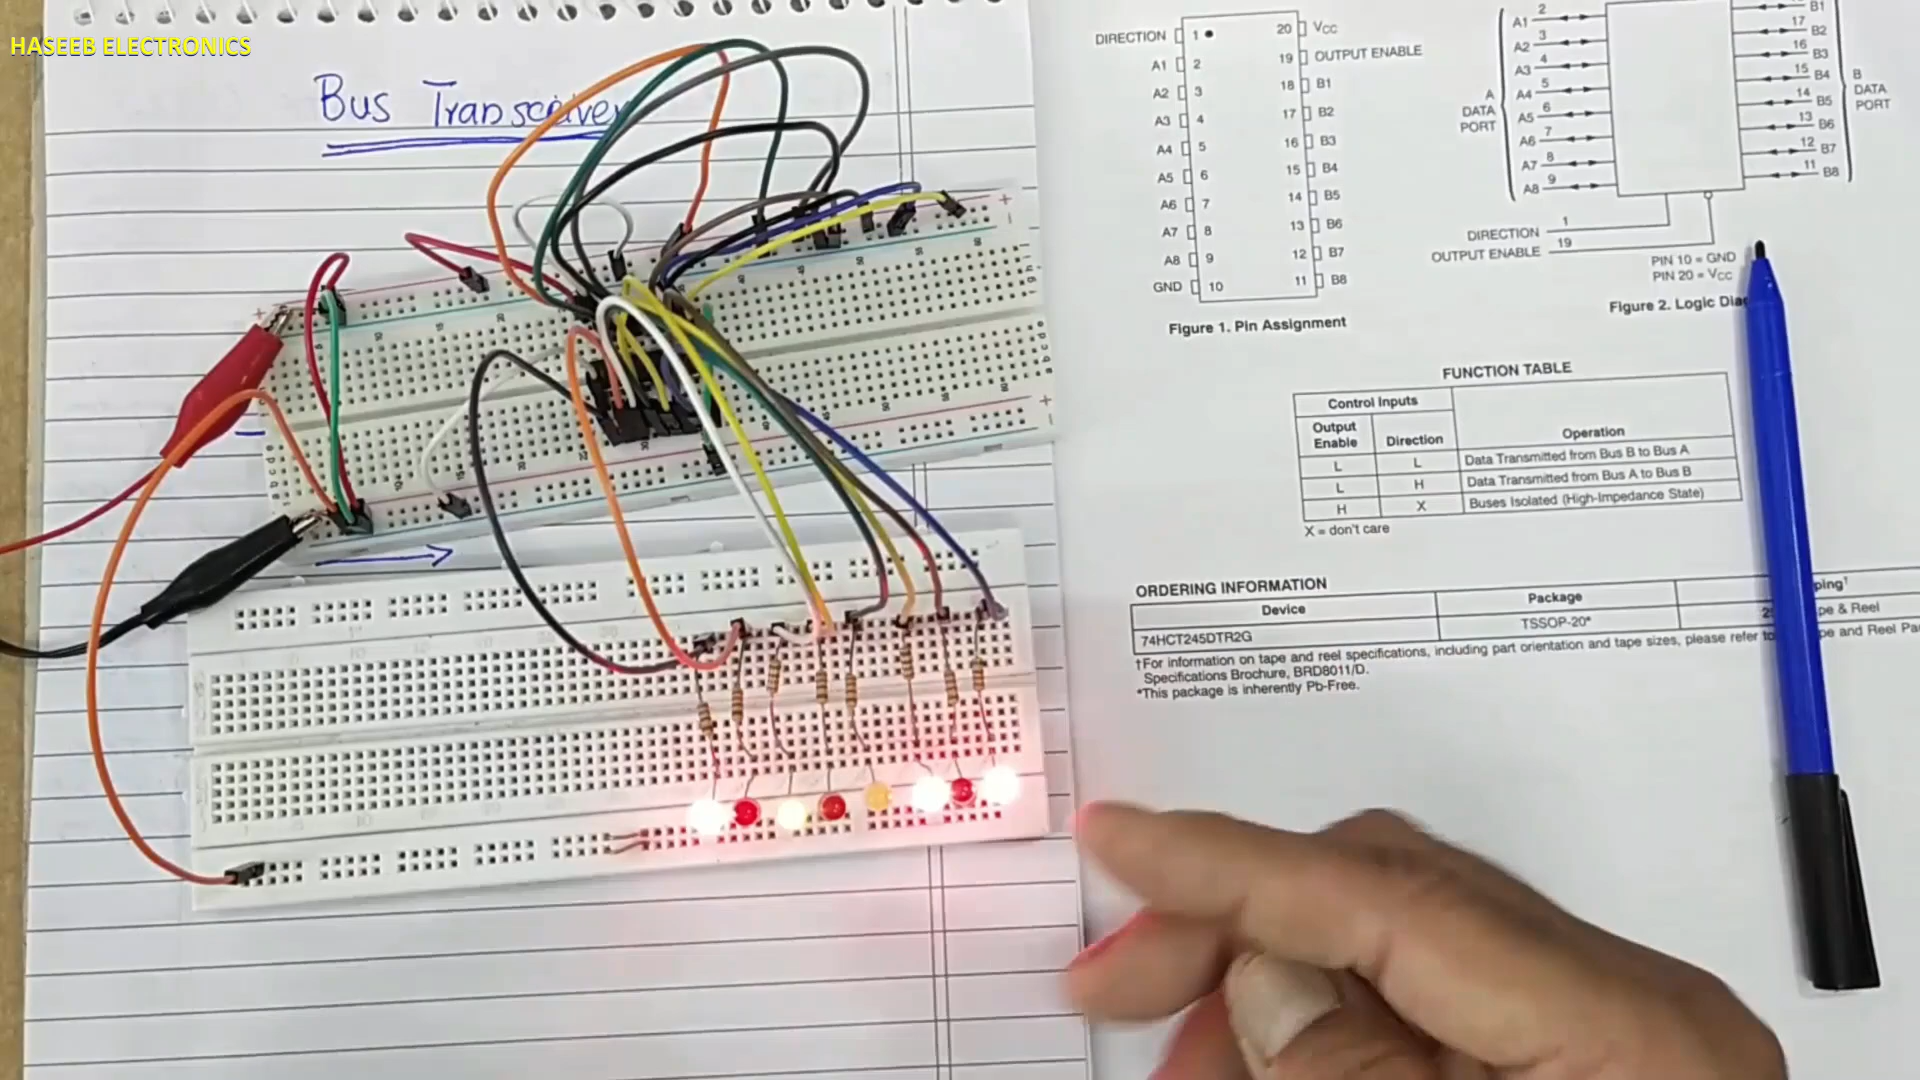 HASEEB ELECTRONICS
Bus Transceiver
DIRECTION 1 20 VCC
A1 2 19 OUTPUT ENABLE
A2 3 18 B1
A3 4 17 B2
A4 5 16 B3
A5 6 15 B4
A6 7 14 B5
A7 8 13 B6
A8 9 12 B7
GND 10 11 B8
Figure 1. Pin Assignment
A1 2 B1
A2 3 17 B2
A3 4 16 B3
A4 5 15 B4
A5 6 14 B5
A6 7 13 B6
A7 8 12 B7
A8 9 11 B8
A
DATA
PORT
B
DATA
PORT
DIRECTION 1
OUTPUT ENABLE 19
PIN 10 = GND
PIN 20 = VCC
Figure 2. Logic
FUNCTION TABLE
Control Inputs
Output
Enable Direction Operation
L L Data Transmitted from Bus B to Bus A
L H Data Transmitted from Bus A to Bus B
H X Buses Isolated (High-Impedance State)
X = don't care
ORDERING INFORMATION
Device Package ping†
74HCT245DTR2G TSSOP-20* pe & Reel
†For information on tape and reel specifications, including part orientation and tape sizes, please refer to pe and Reel
Specifications Brochure, BRD8011/D.
*This package is inherently Pb-Free.